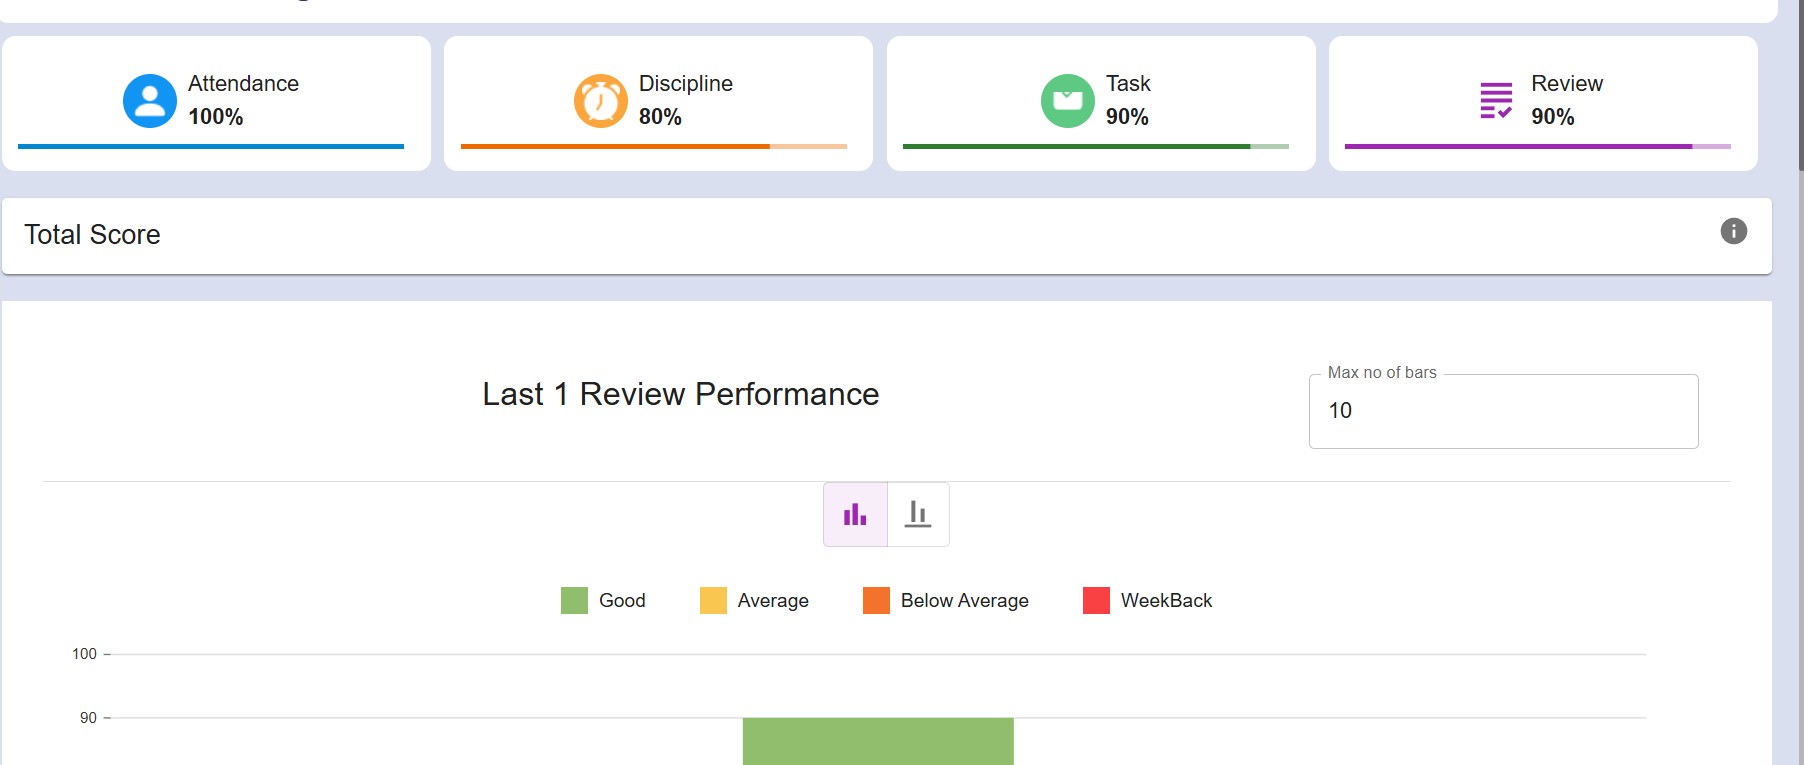 Attendance
100%
Discipline
80%
Task
90%
Review
90%
Total Score
Last 1 Review Performance
Max no of bars
10
Good
Average
Below Average
WeekBack
100
90